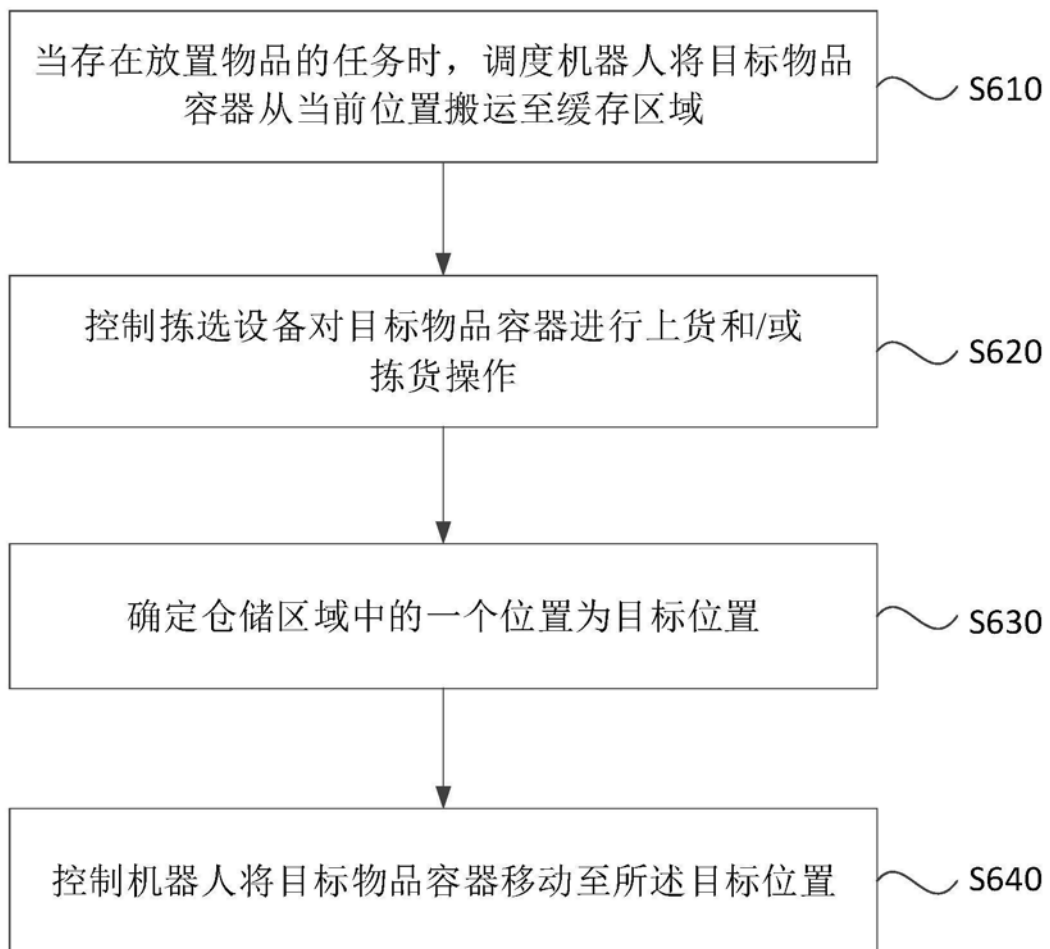 当存在放置物品的任务时，调度机器人将目标物品
容器从当前位置搬运至缓存区域
S610
控制拣选设备对目标物品容器进行上货和/或
拣货操作
S620
确定仓储区域中的一个位置为目标位置
S630
控制机器人将目标物品容器移动至所述目标位置
S640